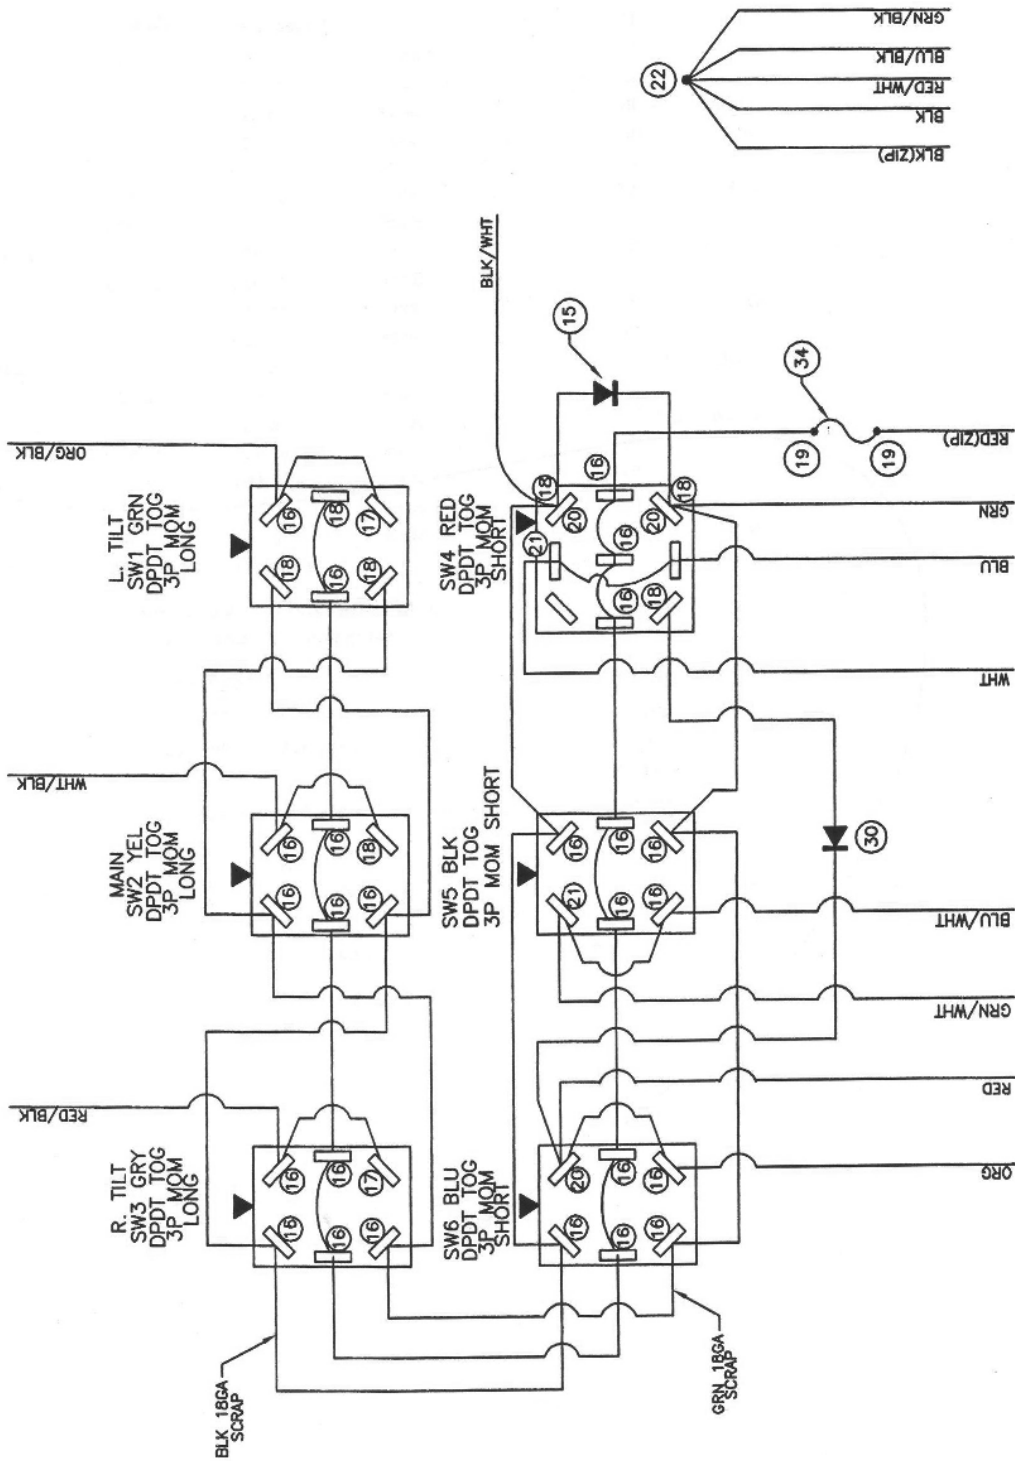 GRN/BLK
BLU/BLK
RED/WHT
BLK
BLK(ZIP)
22
BLK/WHT
15
34
19
19
RED(ZIP)
ORG/BLK
L. TILT
SW1 GRN
DPDT TOG
3P MOM
LONG
16
18
17
18
16
18
SW4 RED
DPDT TOG
3P MOM
SHORT
18
16
18
20
20
21
16
16
18
GRN
BLU
WHT
WHT/BLK
MAIN
SW2 YEL
DPDT TOG
3P MOM
LONG
16
16
18
16
16
16
SW5 BLK
DPDT TOG
3P MOM SHORT
16
16
16
21
16
16
30
BLU/WHT
GRN/WHT
RED
ORG
RED/BLK
R. TILT
SW3 GRY
DPDT TOG
3P MOM
LONG
16
16
17
16
16
16
SW6 BLU
DPDT TOG
3P MOM
SHORT
20
16
16
16
16
16
BLK 18GA
SCRAP
GRN 18GA
SCRAP